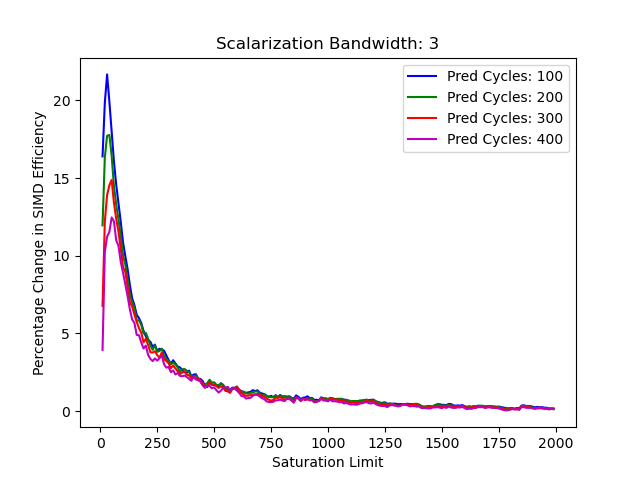 Scalarization Bandwidth: 3
Pred Cycles: 100
Pred Cycles: 200
Pred Cycles: 300
Pred Cycles: 400
Percentage Change in SIMD Efficiency
20
15
10
5
0
0 250 500 750 1000 1250 1500 1750 2000
Saturation Limit